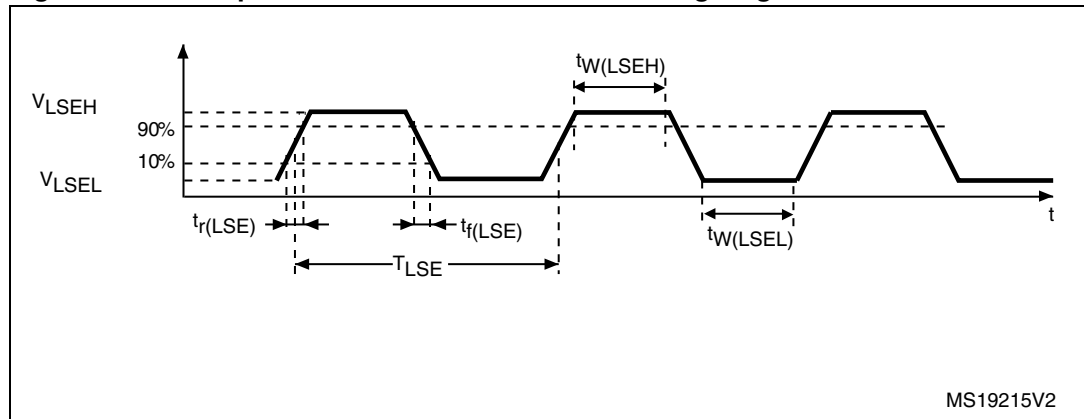 tW(LSEH)
VLSEH
90%
10%
VLSEL
t
tr(LSE)
tf(LSE)
tW(LSEL)
TLSE
MS19215V2